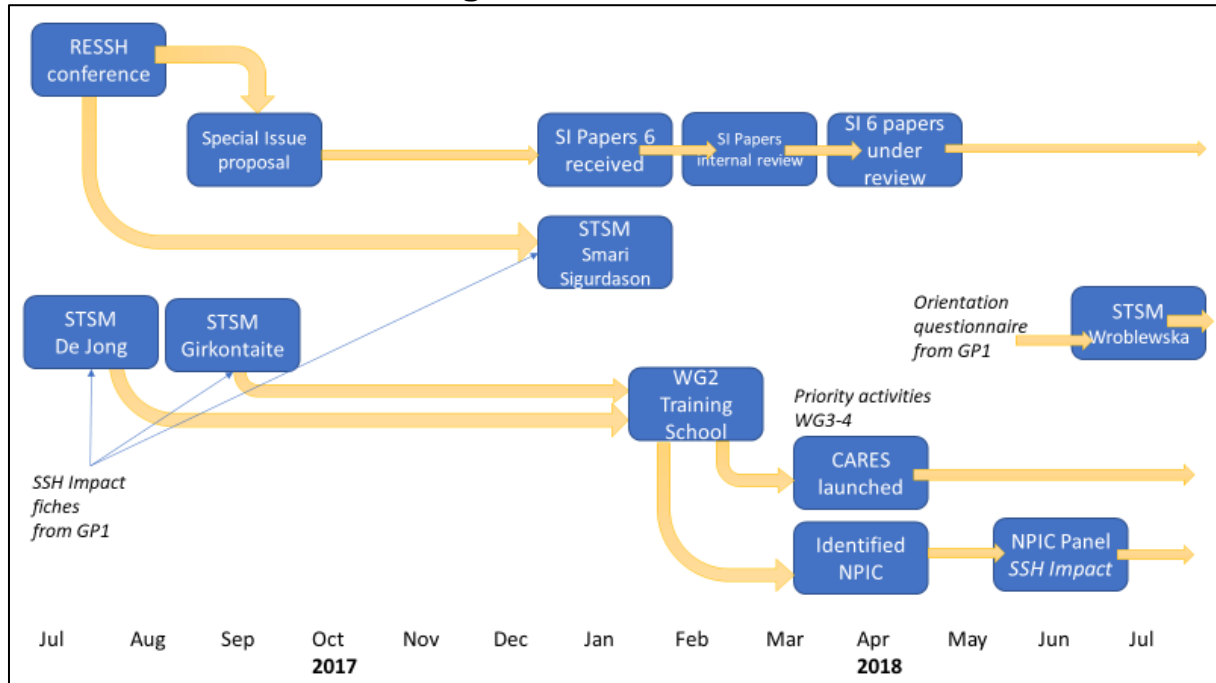 RESSH
conference
Special Issue
proposal
SI Papers 6
received
SI Papers
internal review
SI 6 papers
under
review
STSM
Smari
Sigurdason
STSM
De Jong
STSM
Girkontaite
Orientation
questionnaire
from GP1
STSM
Wroblewska
WG2
Training
School
Priority activities
WG3-4
CARES
launched
SSH Impact
fiches
from GP1
Identified
NPIC
NPIC Panel
SSH Impact
Jul Aug Sep Oct Nov Dec Jan Feb Mar Apr May Jun Jul
2017 2018